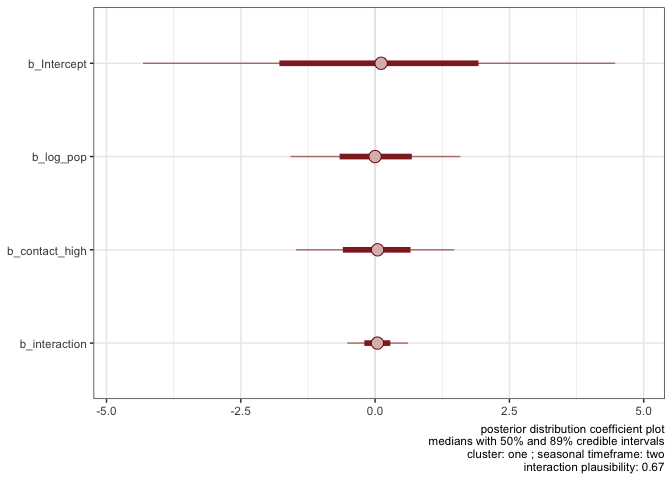 b_Intercept
b_log_pop
b_contact_high
b_interaction
-5.0 -2.5 0.0 2.5 5.0
posterior distribution coefficient plot
medians with 50% and 89% credible intervals
cluster: one ; seasonal timeframe: two
interaction plausibility: 0.67